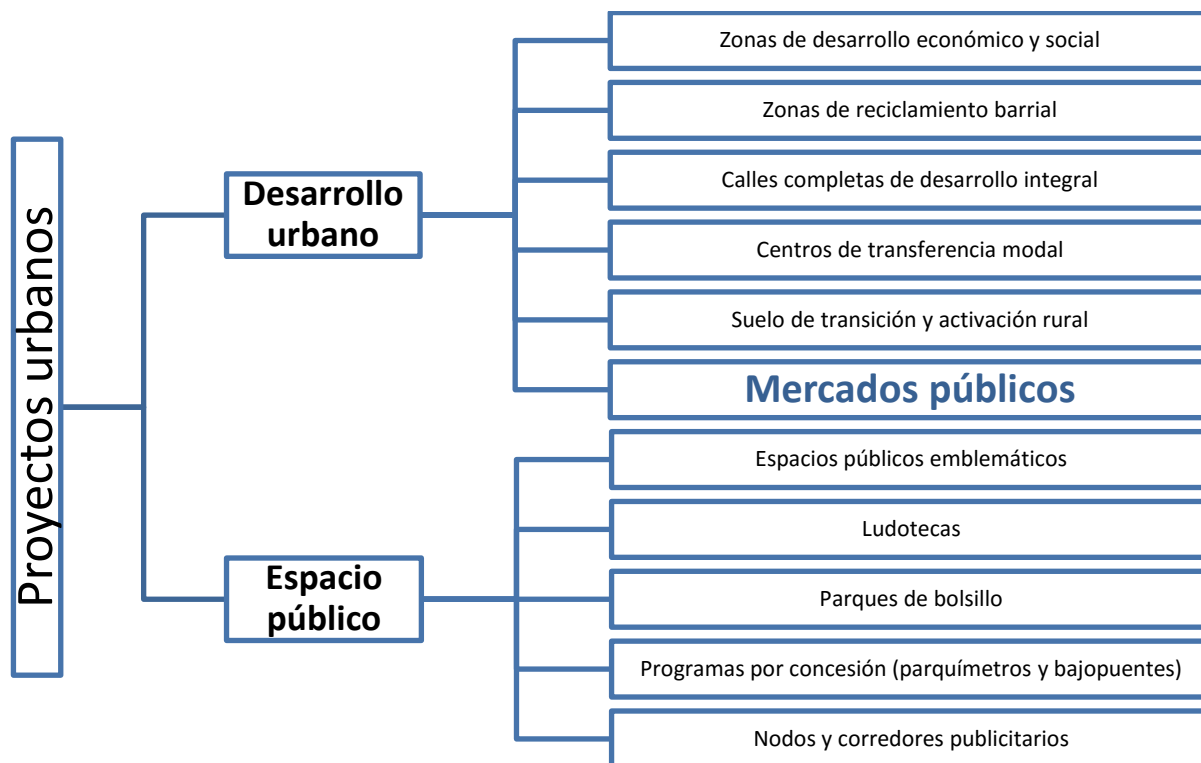 Proyectos urbanos
Desarrollo
urbano
Zonas de desarrollo económico y social
Zonas de reciclamiento barrial
Calles completas de desarrollo integral
Centros de transferencia modal
Suelo de transición y activación rural
Mercados públicos
Espacio
público
Espacios públicos emblemáticos
Ludotecas
Parques de bolsillo
Programas por concesión (parquímetros y bajopuentes)
Nodos y corredores publicitarios